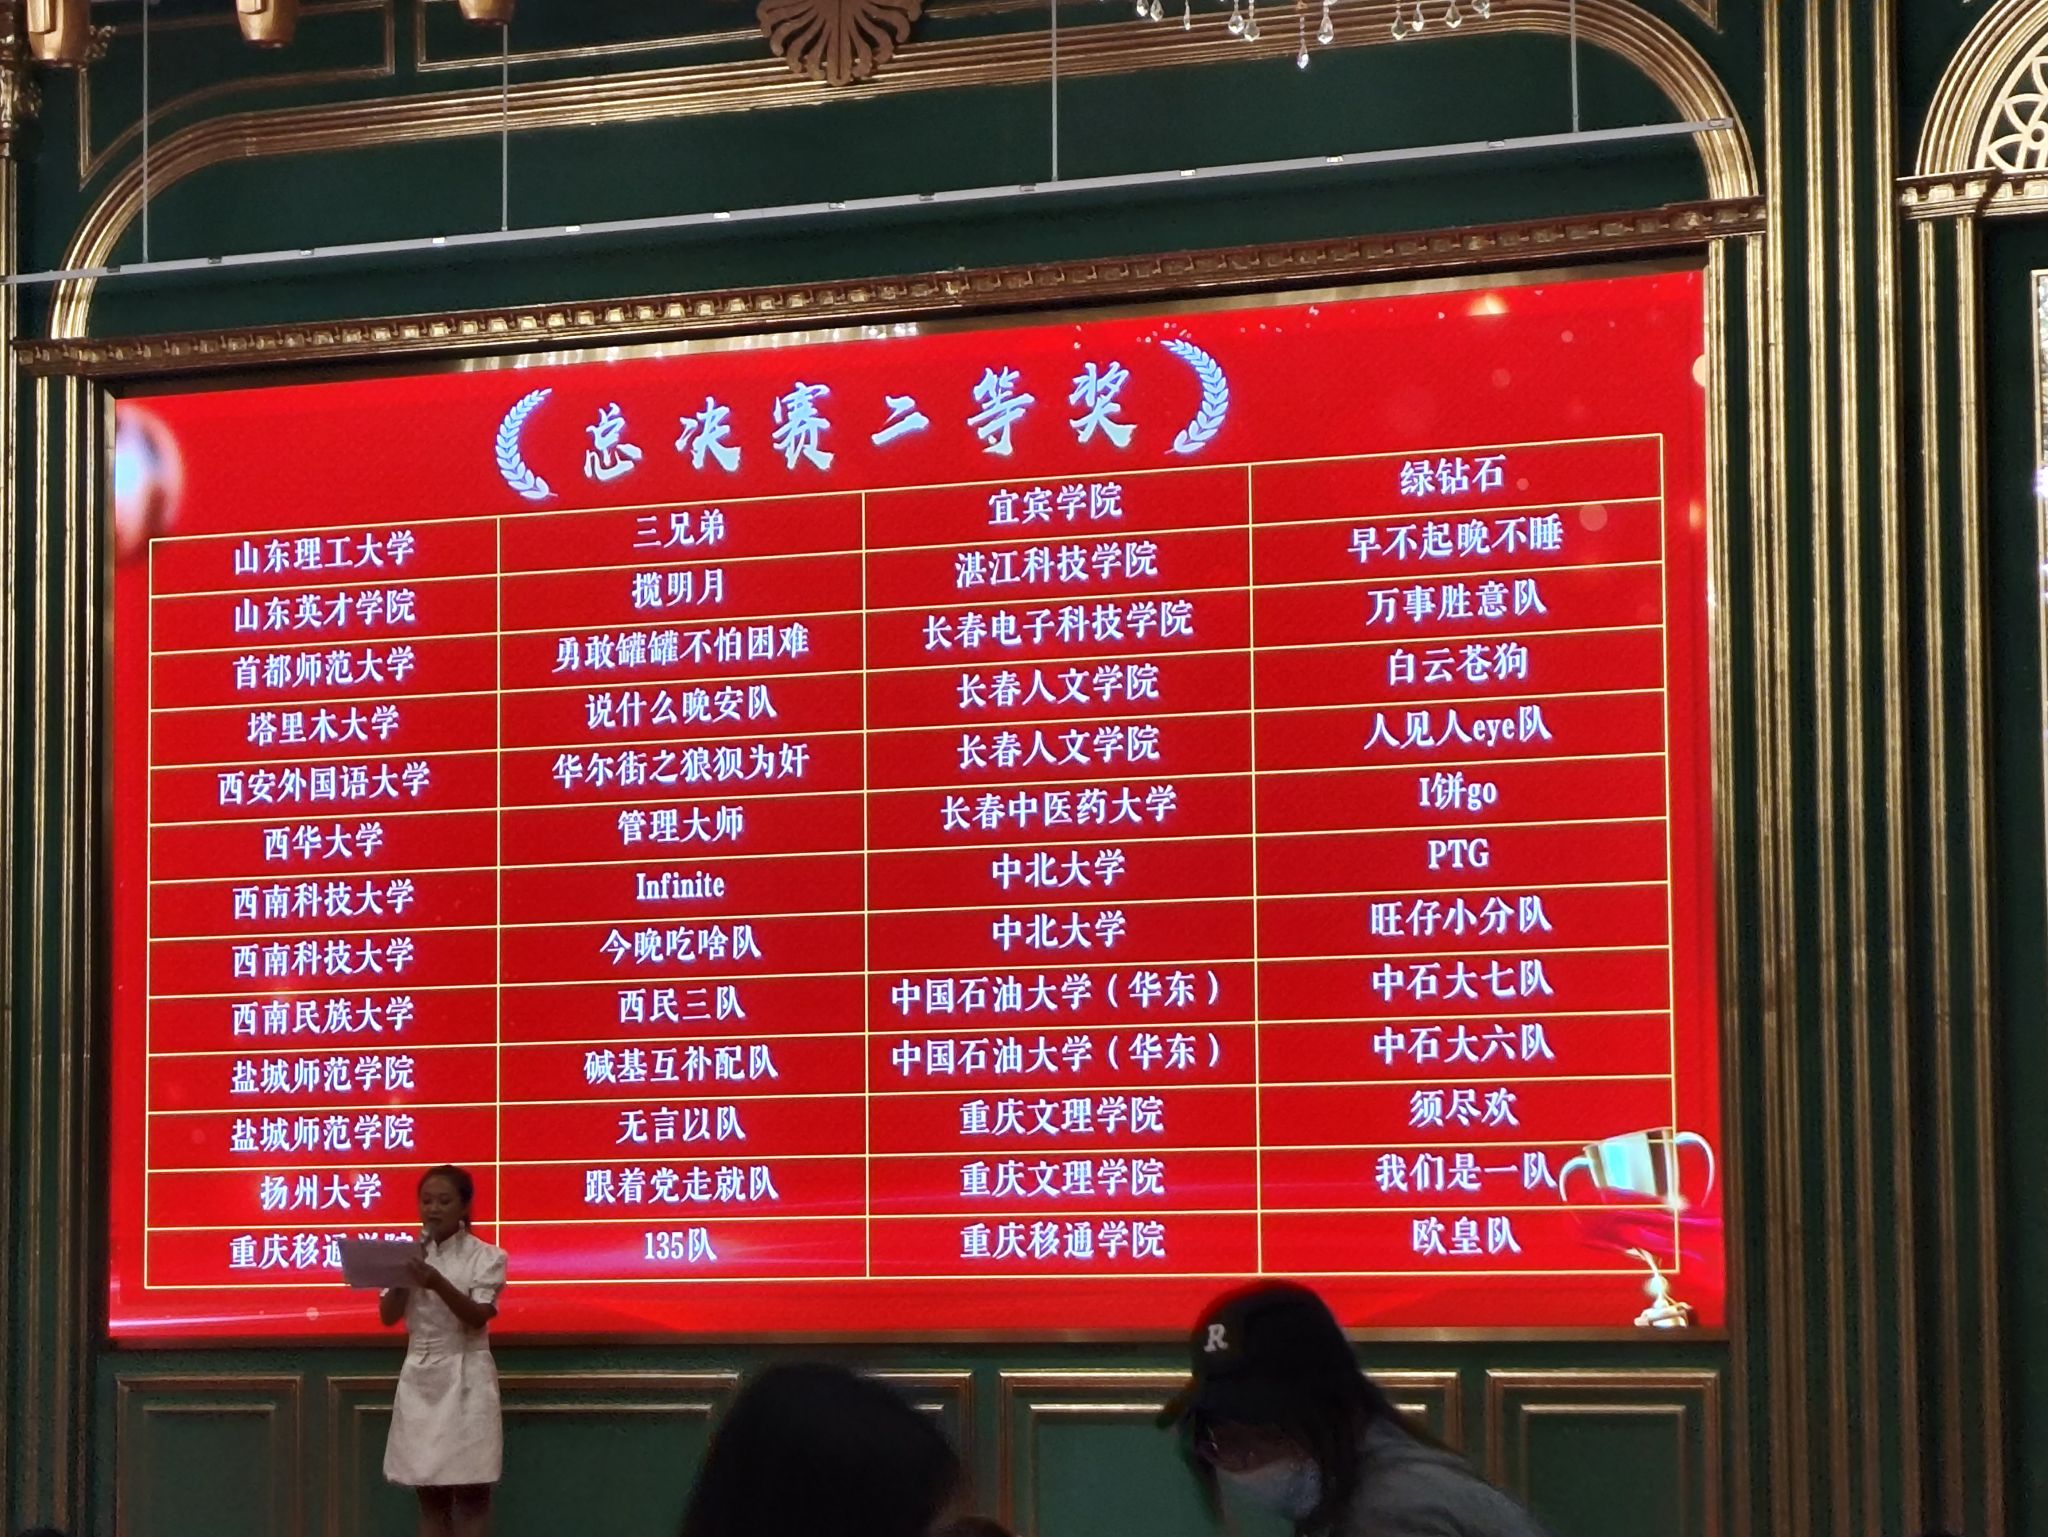 总决赛二等奖
山东理工大学 三兄弟 宜宾学院 绿钻石
山东英才学院 揽明月 湛江科技学院 早不起晚不睡
首都师范大学 勇敢罐罐不怕困难 长春电子科技学院 万事胜意队
塔里木大学 说什么晚安队 长春人文学院 白云苍狗
西安外国语大学 华尔街之狼狈为奸 长春人文学院 人见人eye队
西华大学 管理大师 长春中医药大学 I饼go
西南科技大学 Infinite 中北大学 PTG
西南科技大学 今晚吃啥队 中北大学 旺仔小分队
西南民族大学 西民三队 中国石油大学（华东） 中石大七队
盐城师范学院 碱基互补配队 中国石油大学（华东） 中石大六队
盐城师范学院 无言以队 重庆文理学院 须尽欢
扬州大学 跟着党走就队 重庆文理学院 我们是一队
重庆移通学院 135队 重庆移通学院 欧皇队
R